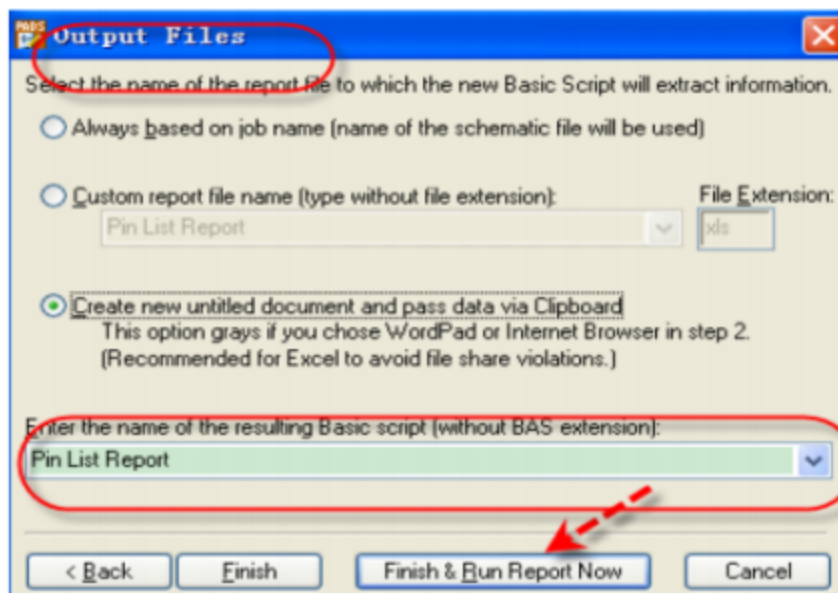 PADS
Output Files
Select the name of the report file to which the new Basic Script will extract information.
Always based on job name (name of the schematic file will be used)
Custom report file name (type without file extension):
File Extension:
Pin List Report
xls
Create new untitled document and pass data via Clipboard
This option grays if you chose WordPad or Internet Browser in step 2.
(Recommended for Excel to avoid file share violations.)
Enter the name of the resulting Basic script (without BAS extension):
Pin List Report
< Back
Finish
Finish & Run Report Now
Cancel